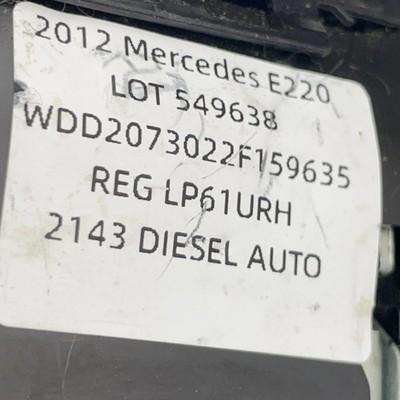 2012 Mercedes E220
LOT 549638
WDD2073022F159635
REG LP61URH
2143 DIESEL AUTO